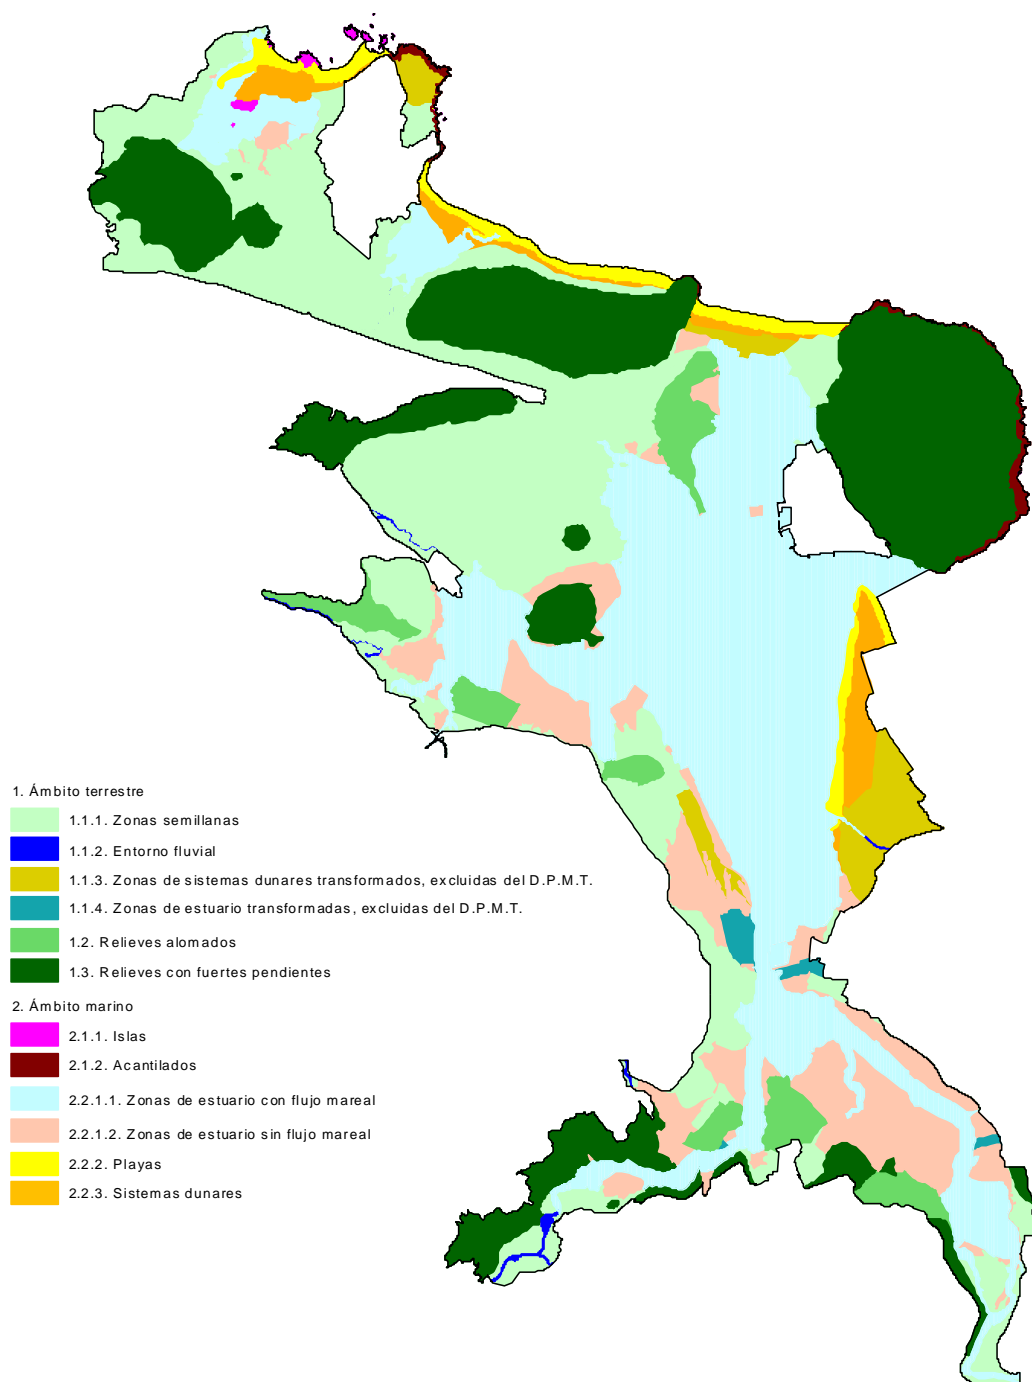 1. Ámbito terrestre
1.1.1. Zonas semillanas
1.1.2. Entorno fluvial
1.1.3. Zonas de sistemas dunares transformados, excluidas del D.P.M.T.
1.1.4. Zonas de estuario transformadas, excluidas del D.P.M.T.
1.2. Relieves alomados
1.3. Relieves con fuertes pendientes
2. Ámbito marino
2.1.1. Islas
2.1.2. Acantilados
2.2.1.1. Zonas de estuario con flujo mareal
2.2.1.2. Zonas de estuario sin flujo mareal
2.2.2. Playas
2.2.3. Sistemas dunares